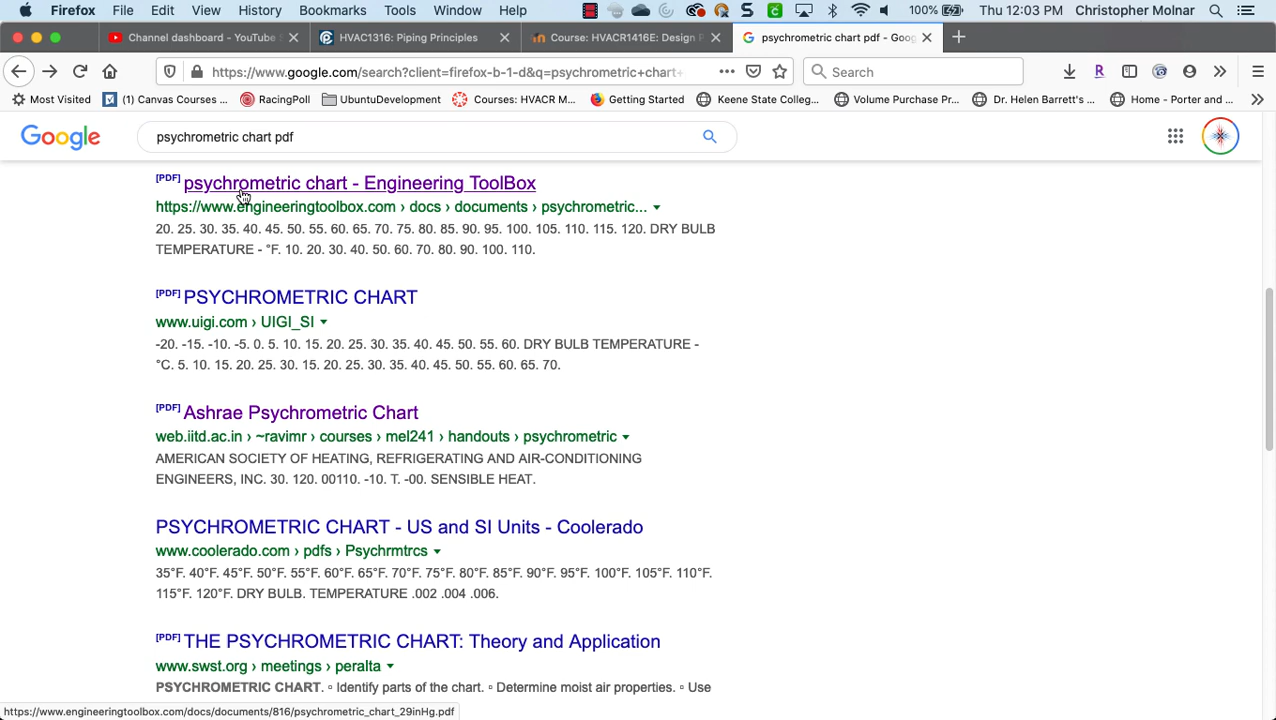 Firefox File Edit View History Bookmarks Tools Window Help 100% Thu 12:03 PM Christopher Molnar
Channel dashboard - YouTube S HVAC1316: Piping Principles Course: HVACR1416E: Design P psychrometric chart pdf - Goog
https://www.google.com/search?client=firefox-b-1-d&q=psychrometric+chart+ Search
Most Visited (1) Canvas Courses ... RacingPoll UbuntuDevelopment Courses: HVACR M... Getting Started Keene State Colleg... Volume Purchase Pr... Dr. Helen Barrett's ... Home - Porter and ...
Google psychrometric chart pdf
[PDF] psychrometric chart - Engineering ToolBox
https://www.engineeringtoolbox.com › docs › documents › psychrometric...
20. 25. 30. 35. 40. 45. 50. 55. 60. 65. 70. 75. 80. 85. 90. 95. 100. 105. 110. 115. 120. DRY BULB
TEMPERATURE - °F. 10. 20. 30. 40. 50. 60. 70. 80. 90. 100. 110.
[PDF] PSYCHROMETRIC CHART
www.uigi.com › UIGI_SI
-20. -15. -10. -5. 0. 5. 10. 15. 20. 25. 30. 35. 40. 45. 50. 55. 60. DRY BULB TEMPERATURE -
°C. 5. 10. 15. 20. 25. 30. 15. 20. 25. 30. 35. 40. 45. 50. 55. 60. 65. 70.
[PDF] Ashrae Psychrometric Chart
web.iitd.ac.in › ~ravimr › courses › mel241 › handouts › psychrometric
AMERICAN SOCIETY OF HEATING, REFRIGERATING AND AIR-CONDITIONING
ENGINEERS, INC. 30. 120. 00110. -10. T. -00. SENSIBLE HEAT.
PSYCHROMETRIC CHART - US and SI Units - Coolerado
www.coolerado.com › pdfs › Psychrmtrcs
35°F. 40°F. 45°F. 50°F. 55°F. 60°F. 65°F. 70°F. 75°F. 80°F. 85°F. 90°F. 95°F. 100°F. 105°F. 110°F.
115°F. 120°F. DRY BULB. TEMPERATURE .002 .004 .006.
[PDF] THE PSYCHROMETRIC CHART: Theory and Application
www.swst.org › meetings › peralta
PSYCHROMETRIC CHART. ▫ Identify parts of the chart. ▫ Determine moist air properties. ▫ Use
https://www.engineeringtoolbox.com/docs/documents/816/psychrometric_chart_29inHg.pdf